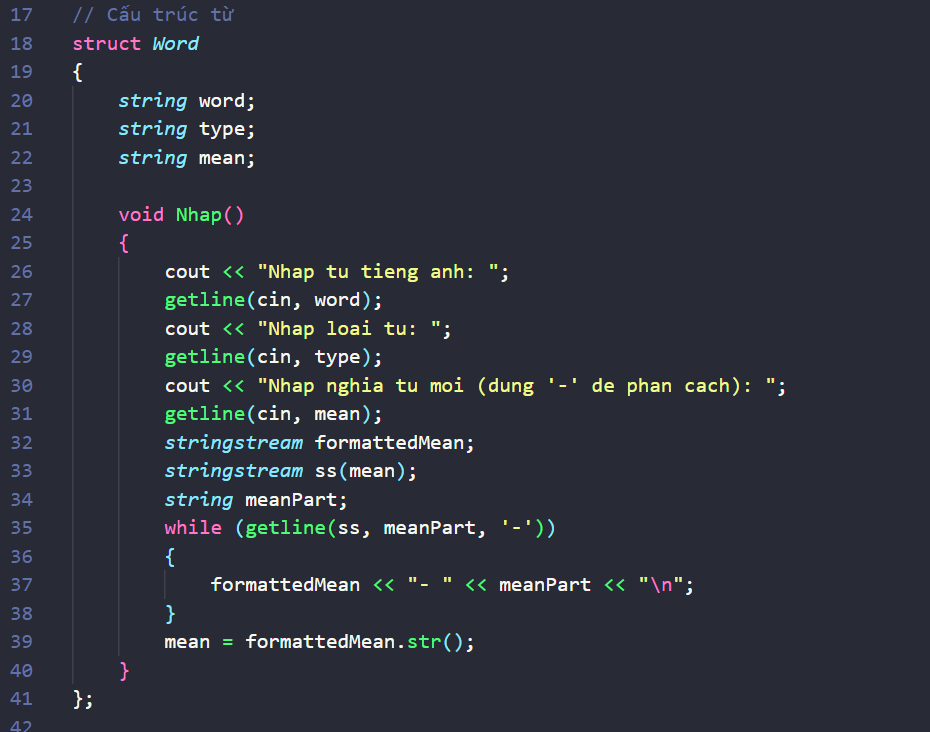 17 // Cấu trúc từ
18 struct Word
19 {
20     string word;
21     string type;
22     string mean;
23
24     void Nhap()
25     {
26         cout << "Nhap tu tieng anh: ";
27         getline(cin, word);
28         cout << "Nhap loai tu: ";
29         getline(cin, type);
30         cout << "Nhap nghia tu moi (dung '-' de phan cach): ";
31         getline(cin, mean);
32         stringstream formattedMean;
33         stringstream ss(mean);
34         string meanPart;
35         while (getline(ss, meanPart, '-'))
36         {
37             formattedMean << "- " << meanPart << "\n";
38         }
39         mean = formattedMean.str();
40     }
41 };
42